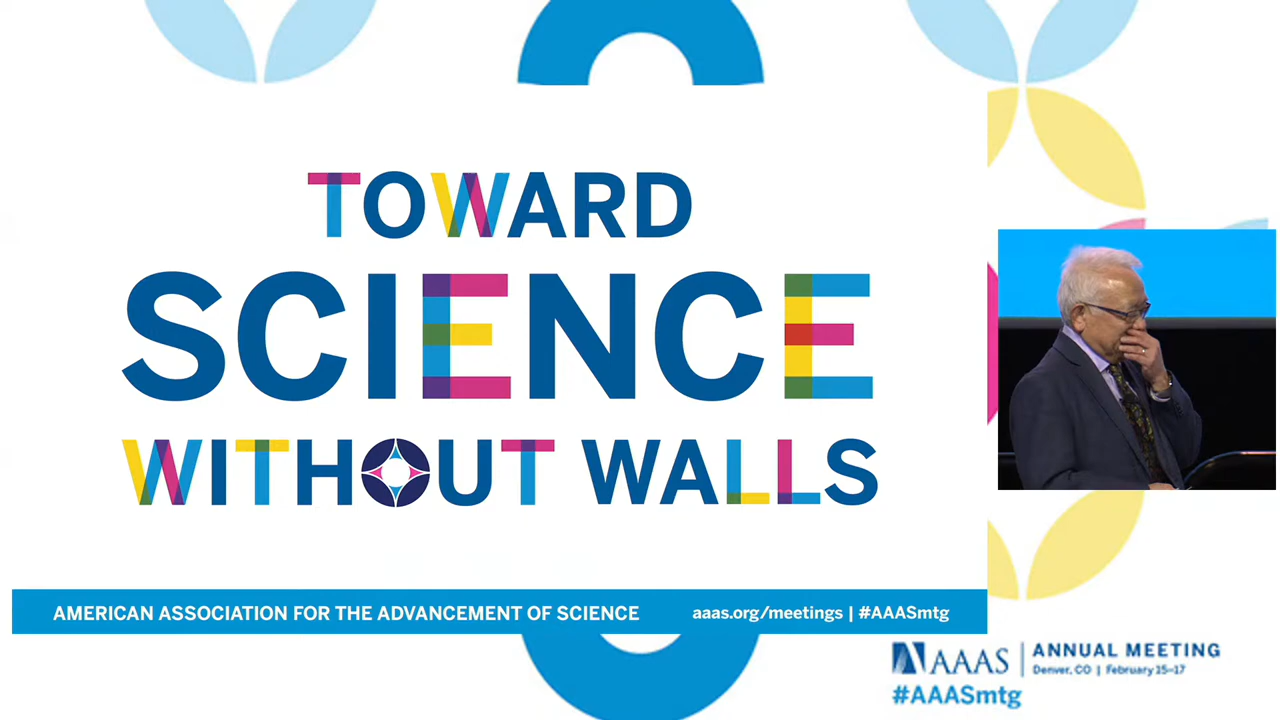 TOWARD
SCIENCE
WITHOUT WALLS
AMERICAN ASSOCIATION FOR THE ADVANCEMENT OF SCIENCE
aaas.org/meetings | #AAASmtg
AAAS | ANNUAL MEETING
Denver, CO | February 15–17
#AAASmtg